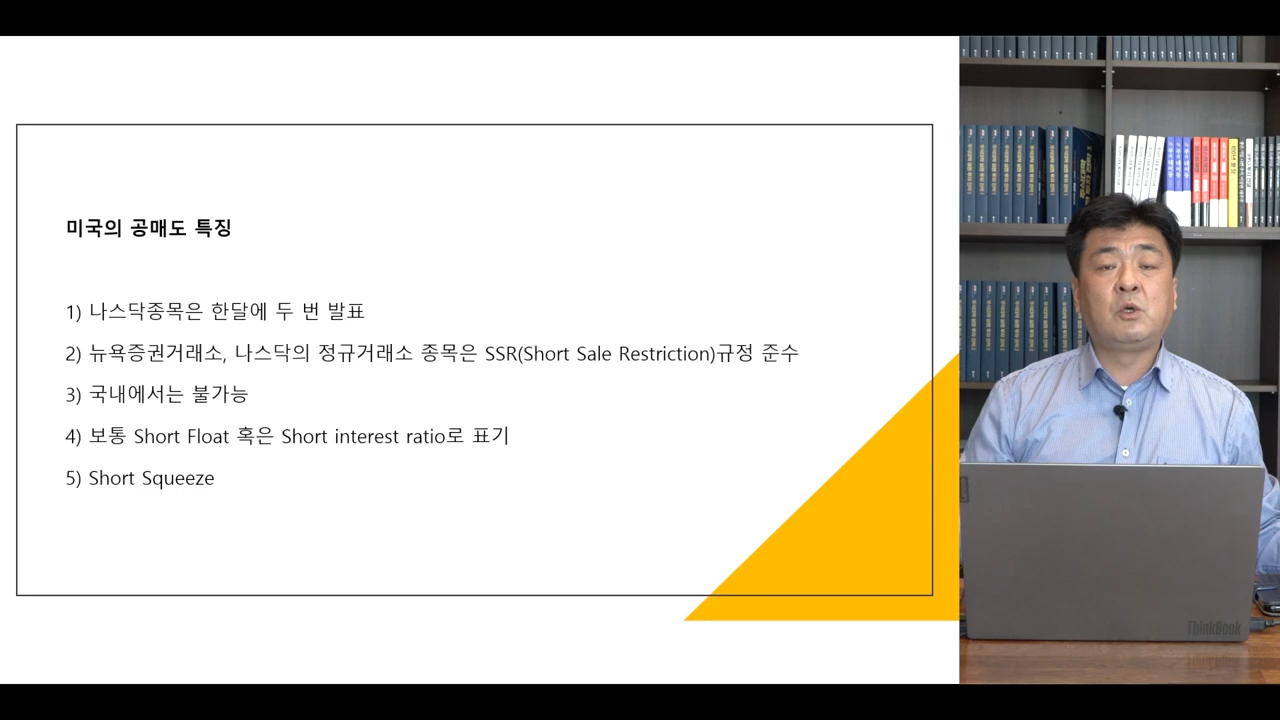 미국의 공매도 특징
1) 나스닥종목은 한달에 두 번 발표
2) 뉴욕증권거래소, 나스닥의 정규거래소 종목은 SSR(Short Sale Restriction)규정 준수
3) 국내에서는 불가능
4) 보통 Short Float 혹은 Short interest ratio로 표기
5) Short Squeeze
ThinkBook